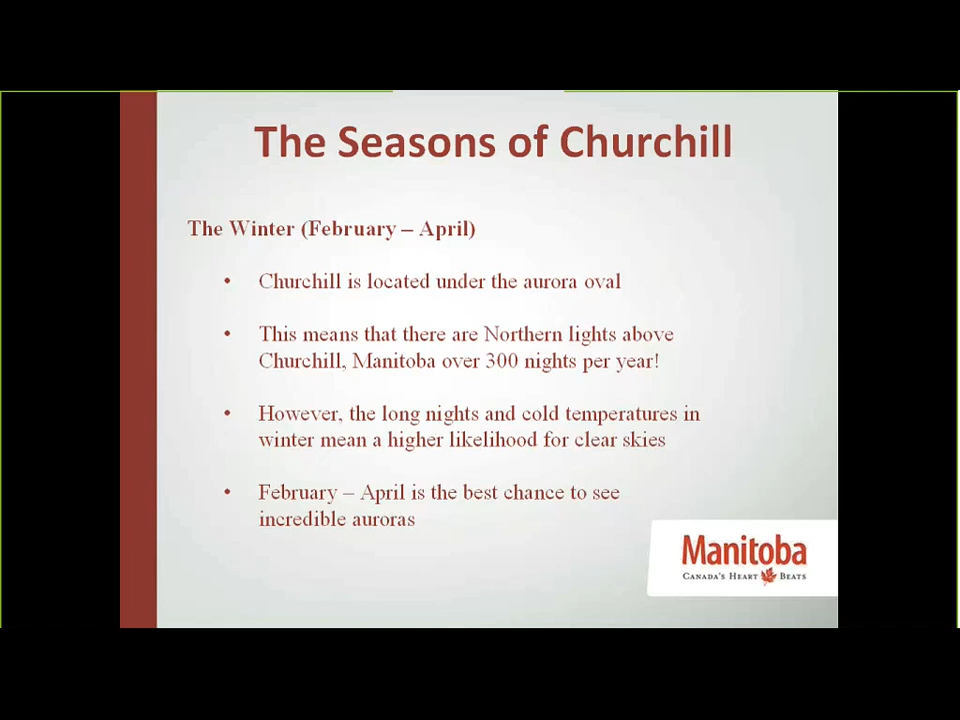 The Seasons of Churchill
The Winter (February – April)
• Churchill is located under the aurora oval
• This means that there are Northern lights above
Churchill, Manitoba over 300 nights per year!
• However, the long nights and cold temperatures in
winter mean a higher likelihood for clear skies
• February – April is the best chance to see
incredible auroras
Manitoba
CANADA'S HEART BEATS